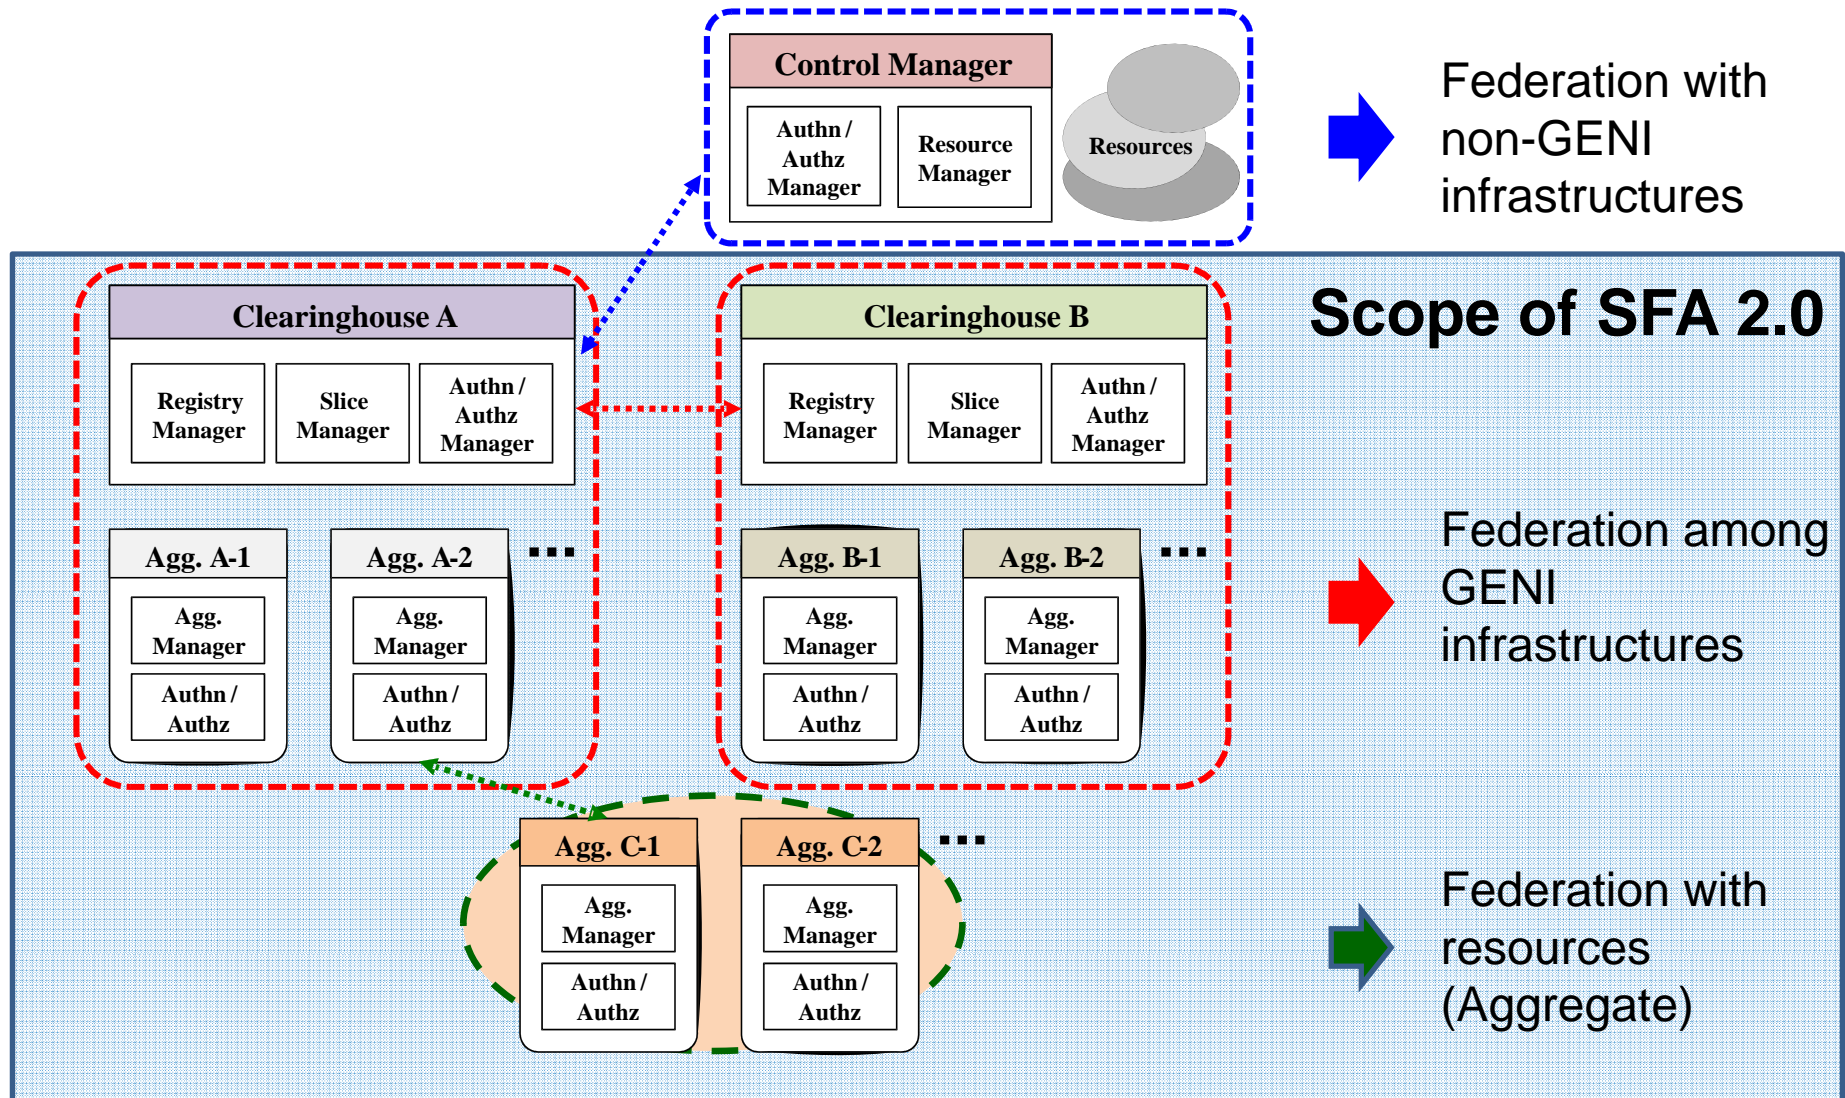 Control Manager
Authn /
Authz
Manager
Resource
Manager
Resources
Federation with
non-GENI
infrastructures
Scope of SFA 2.0
Clearinghouse A
Registry
Manager
Slice
Manager
Authn /
Authz
Manager
Clearinghouse B
Registry
Manager
Slice
Manager
Authn /
Authz
Manager
Agg. A-1
Agg.
Manager
Authn /
Authz
Agg. A-2
Agg.
Manager
Authn /
Authz
...
Agg. B-1
Agg.
Manager
Authn /
Authz
Agg. B-2
Agg.
Manager
Authn /
Authz
...
Federation among
GENI
infrastructures
Agg. C-1
Agg.
Manager
Authn /
Authz
Agg. C-2
Agg.
Manager
Authn /
Authz
...
Federation with
resources
(Aggregate)